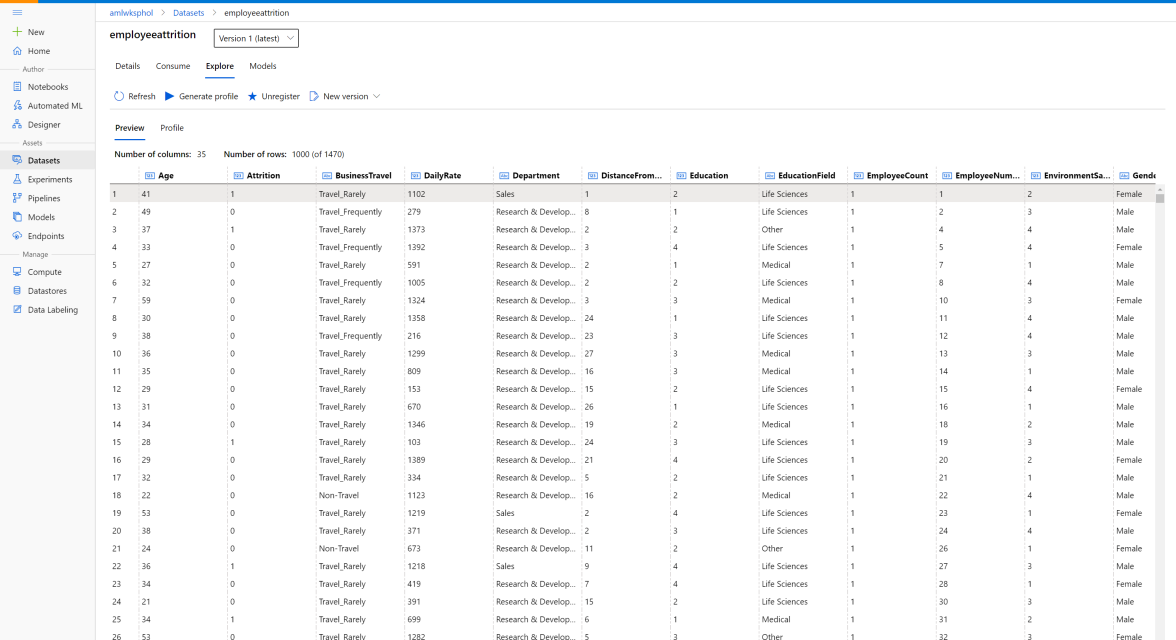 amlwksphol > Datasets > employeeattrition
New
Home
Author
Notebooks
Automated ML
Designer
Assets
Datasets
Experiments
Pipelines
Models
Endpoints
Manage
Compute
Datastores
Data Labeling
employeeattrition Version 1 (latest)
Details Consume Explore Models
Refresh Generate profile Unregister New version
Preview Profile
Number of columns: 35 Number of rows: 1000 (of 1470)
Age Attrition BusinessTravel DailyRate Department DistanceFrom... Education EducationField EmployeeCount EmployeeNum... EnvironmentSa... Gende
1 41 1 Travel_Rarely 1102 Sales 1 2 Life Sciences 1 1 2 Female
2 49 0 Travel_Frequently 279 Research & Develop... 8 1 Life Sciences 1 2 3 Male
3 37 1 Travel_Rarely 1373 Research & Develop... 2 2 Other 1 4 4 Male
4 33 0 Travel_Frequently 1392 Research & Develop... 3 4 Life Sciences 1 5 4 Female
5 27 0 Travel_Rarely 591 Research & Develop... 2 1 Medical 1 7 1 Male
6 32 0 Travel_Frequently 1005 Research & Develop... 2 2 Life Sciences 1 8 4 Male
7 59 0 Travel_Rarely 1324 Research & Develop... 3 3 Medical 1 10 3 Female
8 30 0 Travel_Rarely 1358 Research & Develop... 24 1 Life Sciences 1 11 4 Male
9 38 0 Travel_Frequently 216 Research & Develop... 23 3 Life Sciences 1 12 4 Male
10 36 0 Travel_Rarely 1299 Research & Develop... 27 3 Medical 1 13 3 Male
11 35 0 Travel_Rarely 809 Research & Develop... 16 3 Medical 1 14 1 Male
12 29 0 Travel_Rarely 153 Research & Develop... 15 2 Life Sciences 1 15 4 Female
13 31 0 Travel_Rarely 670 Research & Develop... 26 1 Life Sciences 1 16 1 Male
14 34 0 Travel_Rarely 1346 Research & Develop... 19 2 Medical 1 18 2 Male
15 28 1 Travel_Rarely 103 Research & Develop... 24 3 Life Sciences 1 19 3 Male
16 29 0 Travel_Rarely 1389 Research & Develop... 21 4 Life Sciences 1 20 2 Female
17 32 0 Travel_Rarely 334 Research & Develop... 5 2 Life Sciences 1 21 1 Male
18 22 0 Non-Travel 1123 Research & Develop... 16 2 Medical 1 22 4 Male
19 53 0 Travel_Rarely 1219 Sales 2 4 Life Sciences 1 23 1 Female
20 38 0 Travel_Rarely 371 Research & Develop... 2 3 Life Sciences 1 24 4 Male
21 24 0 Non-Travel 673 Research & Develop... 11 2 Other 1 26 1 Female
22 36 1 Travel_Rarely 1218 Sales 9 4 Life Sciences 1 27 3 Male
23 34 0 Travel_Rarely 419 Research & Develop... 7 4 Life Sciences 1 28 1 Female
24 21 0 Travel_Rarely 391 Research & Develop... 15 2 Life Sciences 1 30 3 Male
25 34 1 Travel_Rarely 699 Research & Develop... 6 1 Medical 1 31 2 Male
26 53 0 Travel_Rarely 1282 Research & Develop... 5 3 Other 1 32 3 Female